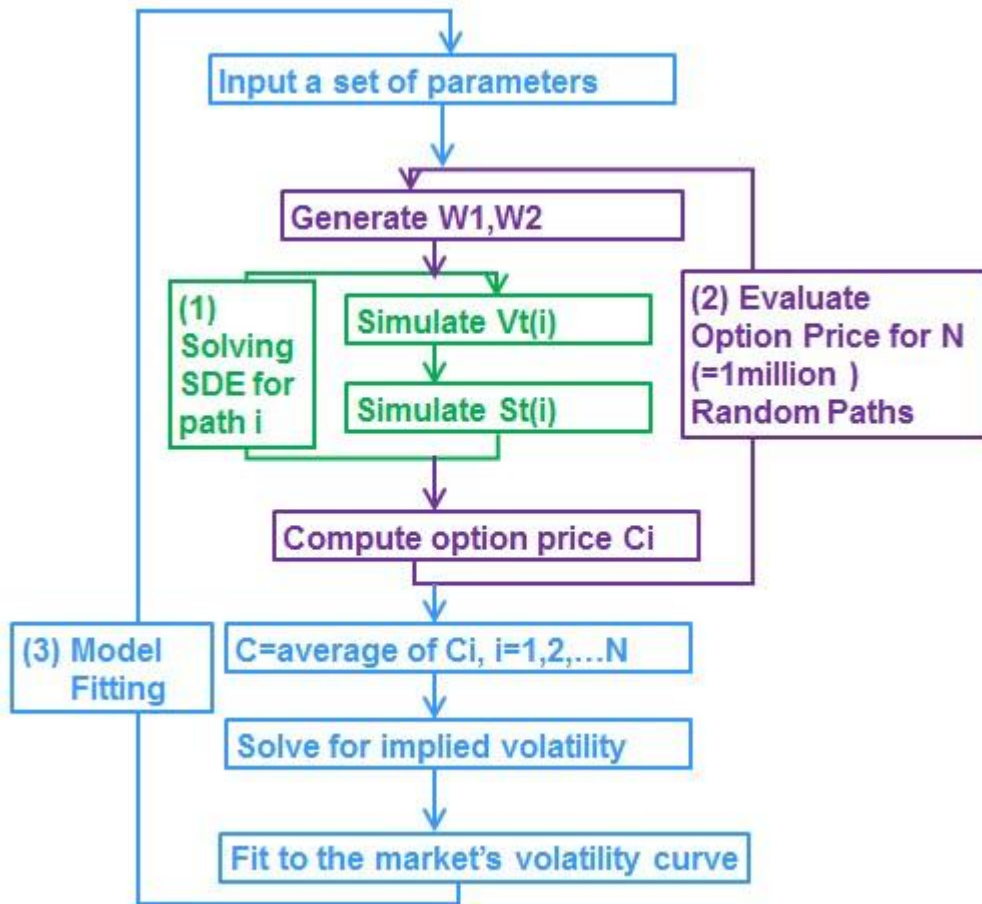 Input a set of parameters
Generate W1,W2
(1)
Solving
SDE for
path i
Simulate Vt(i)
Simulate St(i)
(2) Evaluate
Option Price for N
(=1million )
Random Paths
Compute option price Ci
C=average of Ci, i=1,2,…N
(3) Model
Fitting
Solve for implied volatility
Fit to the market’s volatility curve